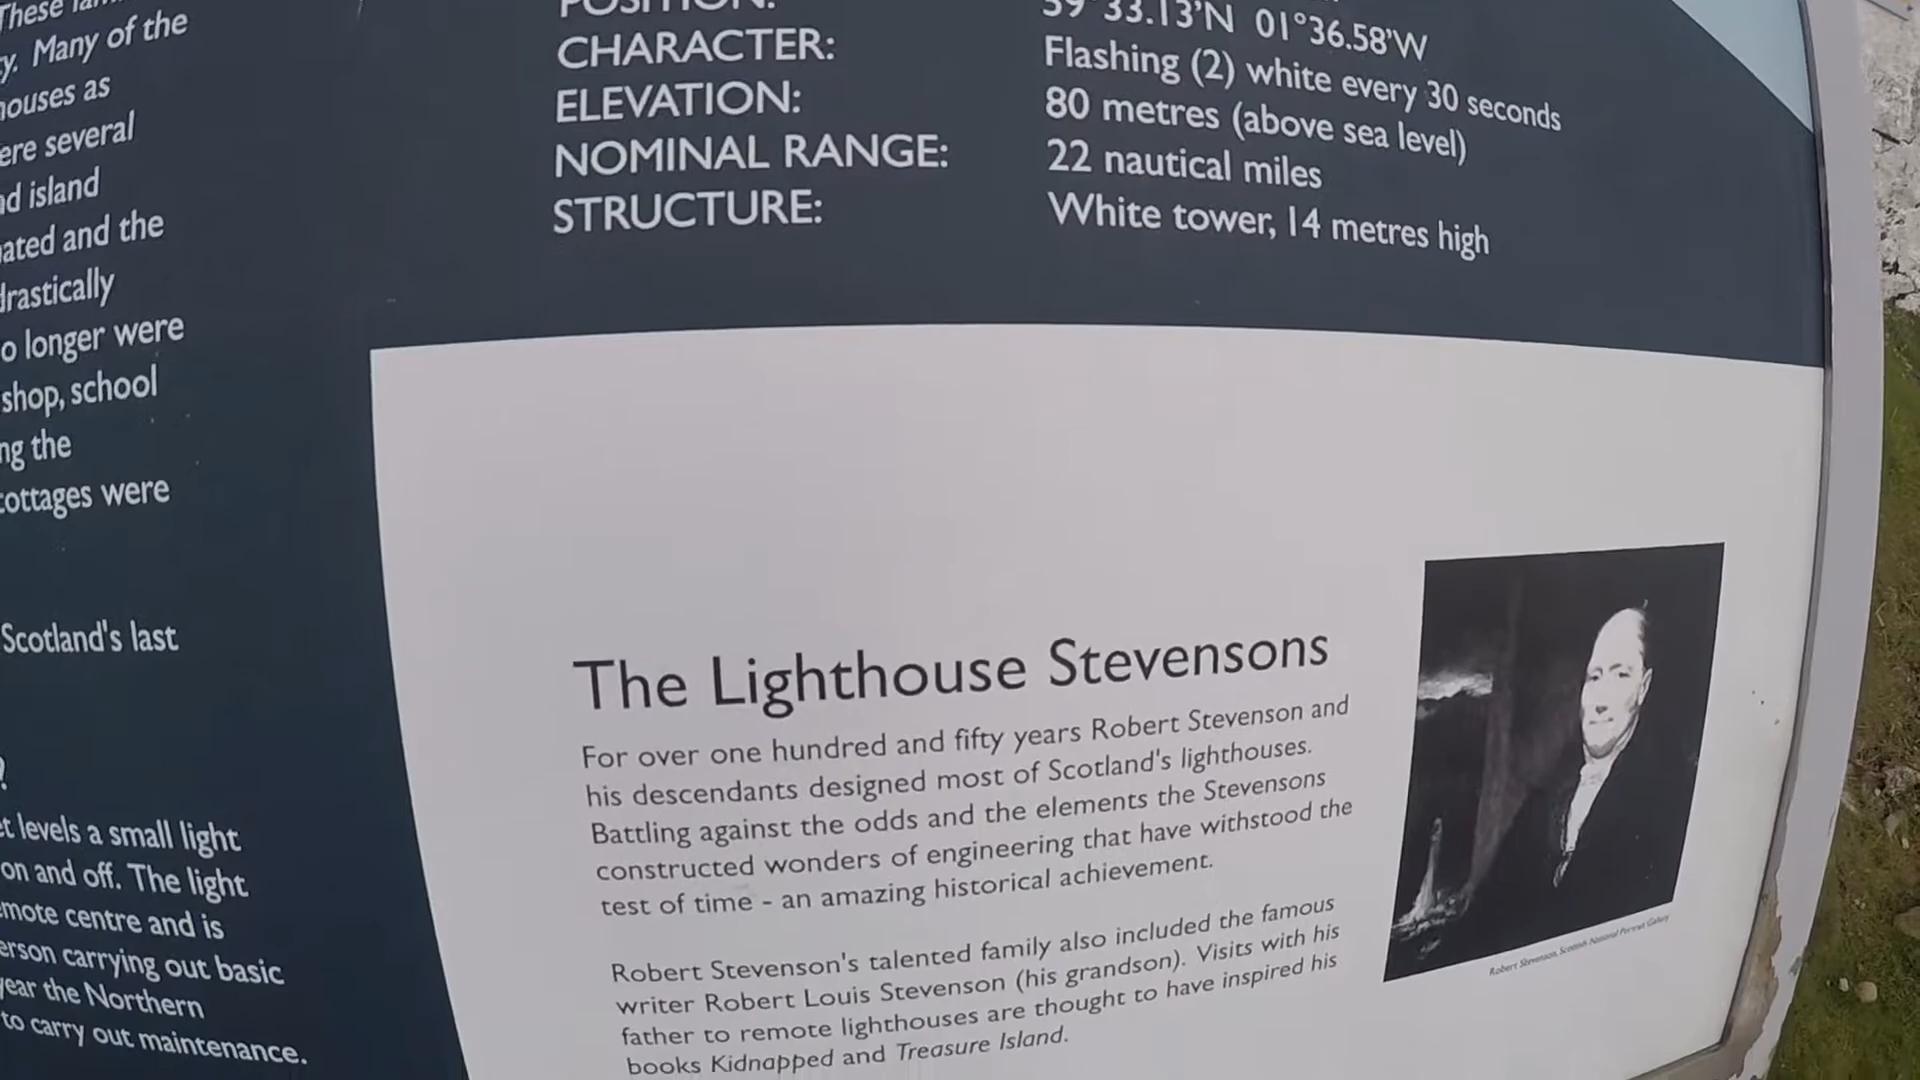 y. Many of the
houses as
ere several
nd island
ated and the
drastically
o longer were
shop, school
ng the
cottages were
Scotland's last
?
t levels a small light
on and off. The light
mote centre and is
erson carrying out basic
year the Northern
to carry out maintenance.
POSITION: 59°33.13'N 01°36.58'W
CHARACTER: Flashing (2) white every 30 seconds
ELEVATION: 80 metres (above sea level)
NOMINAL RANGE: 22 nautical miles
STRUCTURE: White tower, 14 metres high
The Lighthouse Stevensons
For over one hundred and fifty years Robert Stevenson and
his descendants designed most of Scotland's lighthouses.
Battling against the odds and the elements the Stevensons
constructed wonders of engineering that have withstood the
test of time - an amazing historical achievement.
Robert Stevenson's talented family also included the famous
writer Robert Louis Stevenson (his grandson). Visits with his
father to remote lighthouses are thought to have inspired his
books Kidnapped and Treasure Island.
Robert Stevenson, Scottish National Portrait Gallery